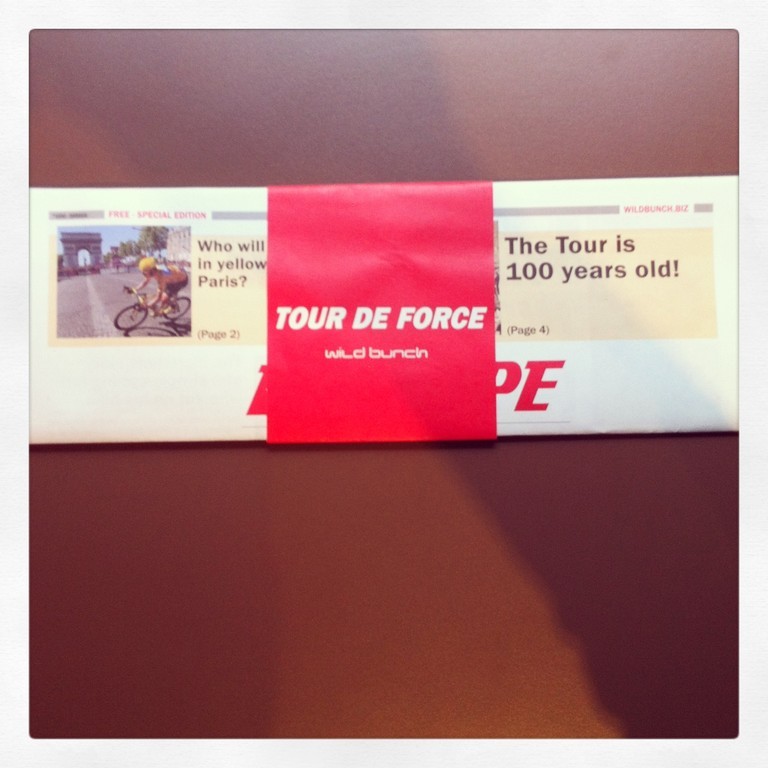 FREE - SPECIAL EDITION
WILDBUNCH.BIZ
Who will
in yellow
Paris?
(Page 2)
The Tour is
100 years old!
(Page 4)
TOUR DE FORCE
wild bunch
PE